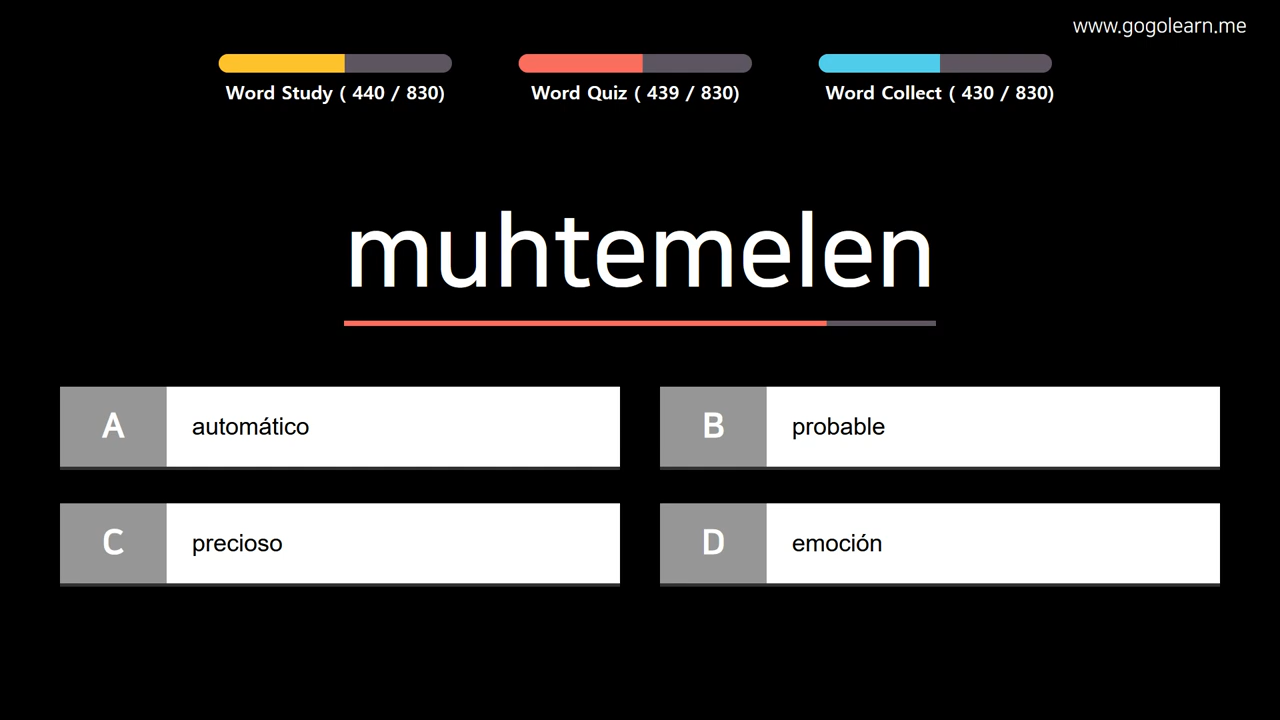 www.gogolearn.me
Word Study ( 440 / 830)
Word Quiz ( 439 / 830)
Word Collect ( 430 / 830)
muhtemelen
A automático
B probable
C precioso
D emoción